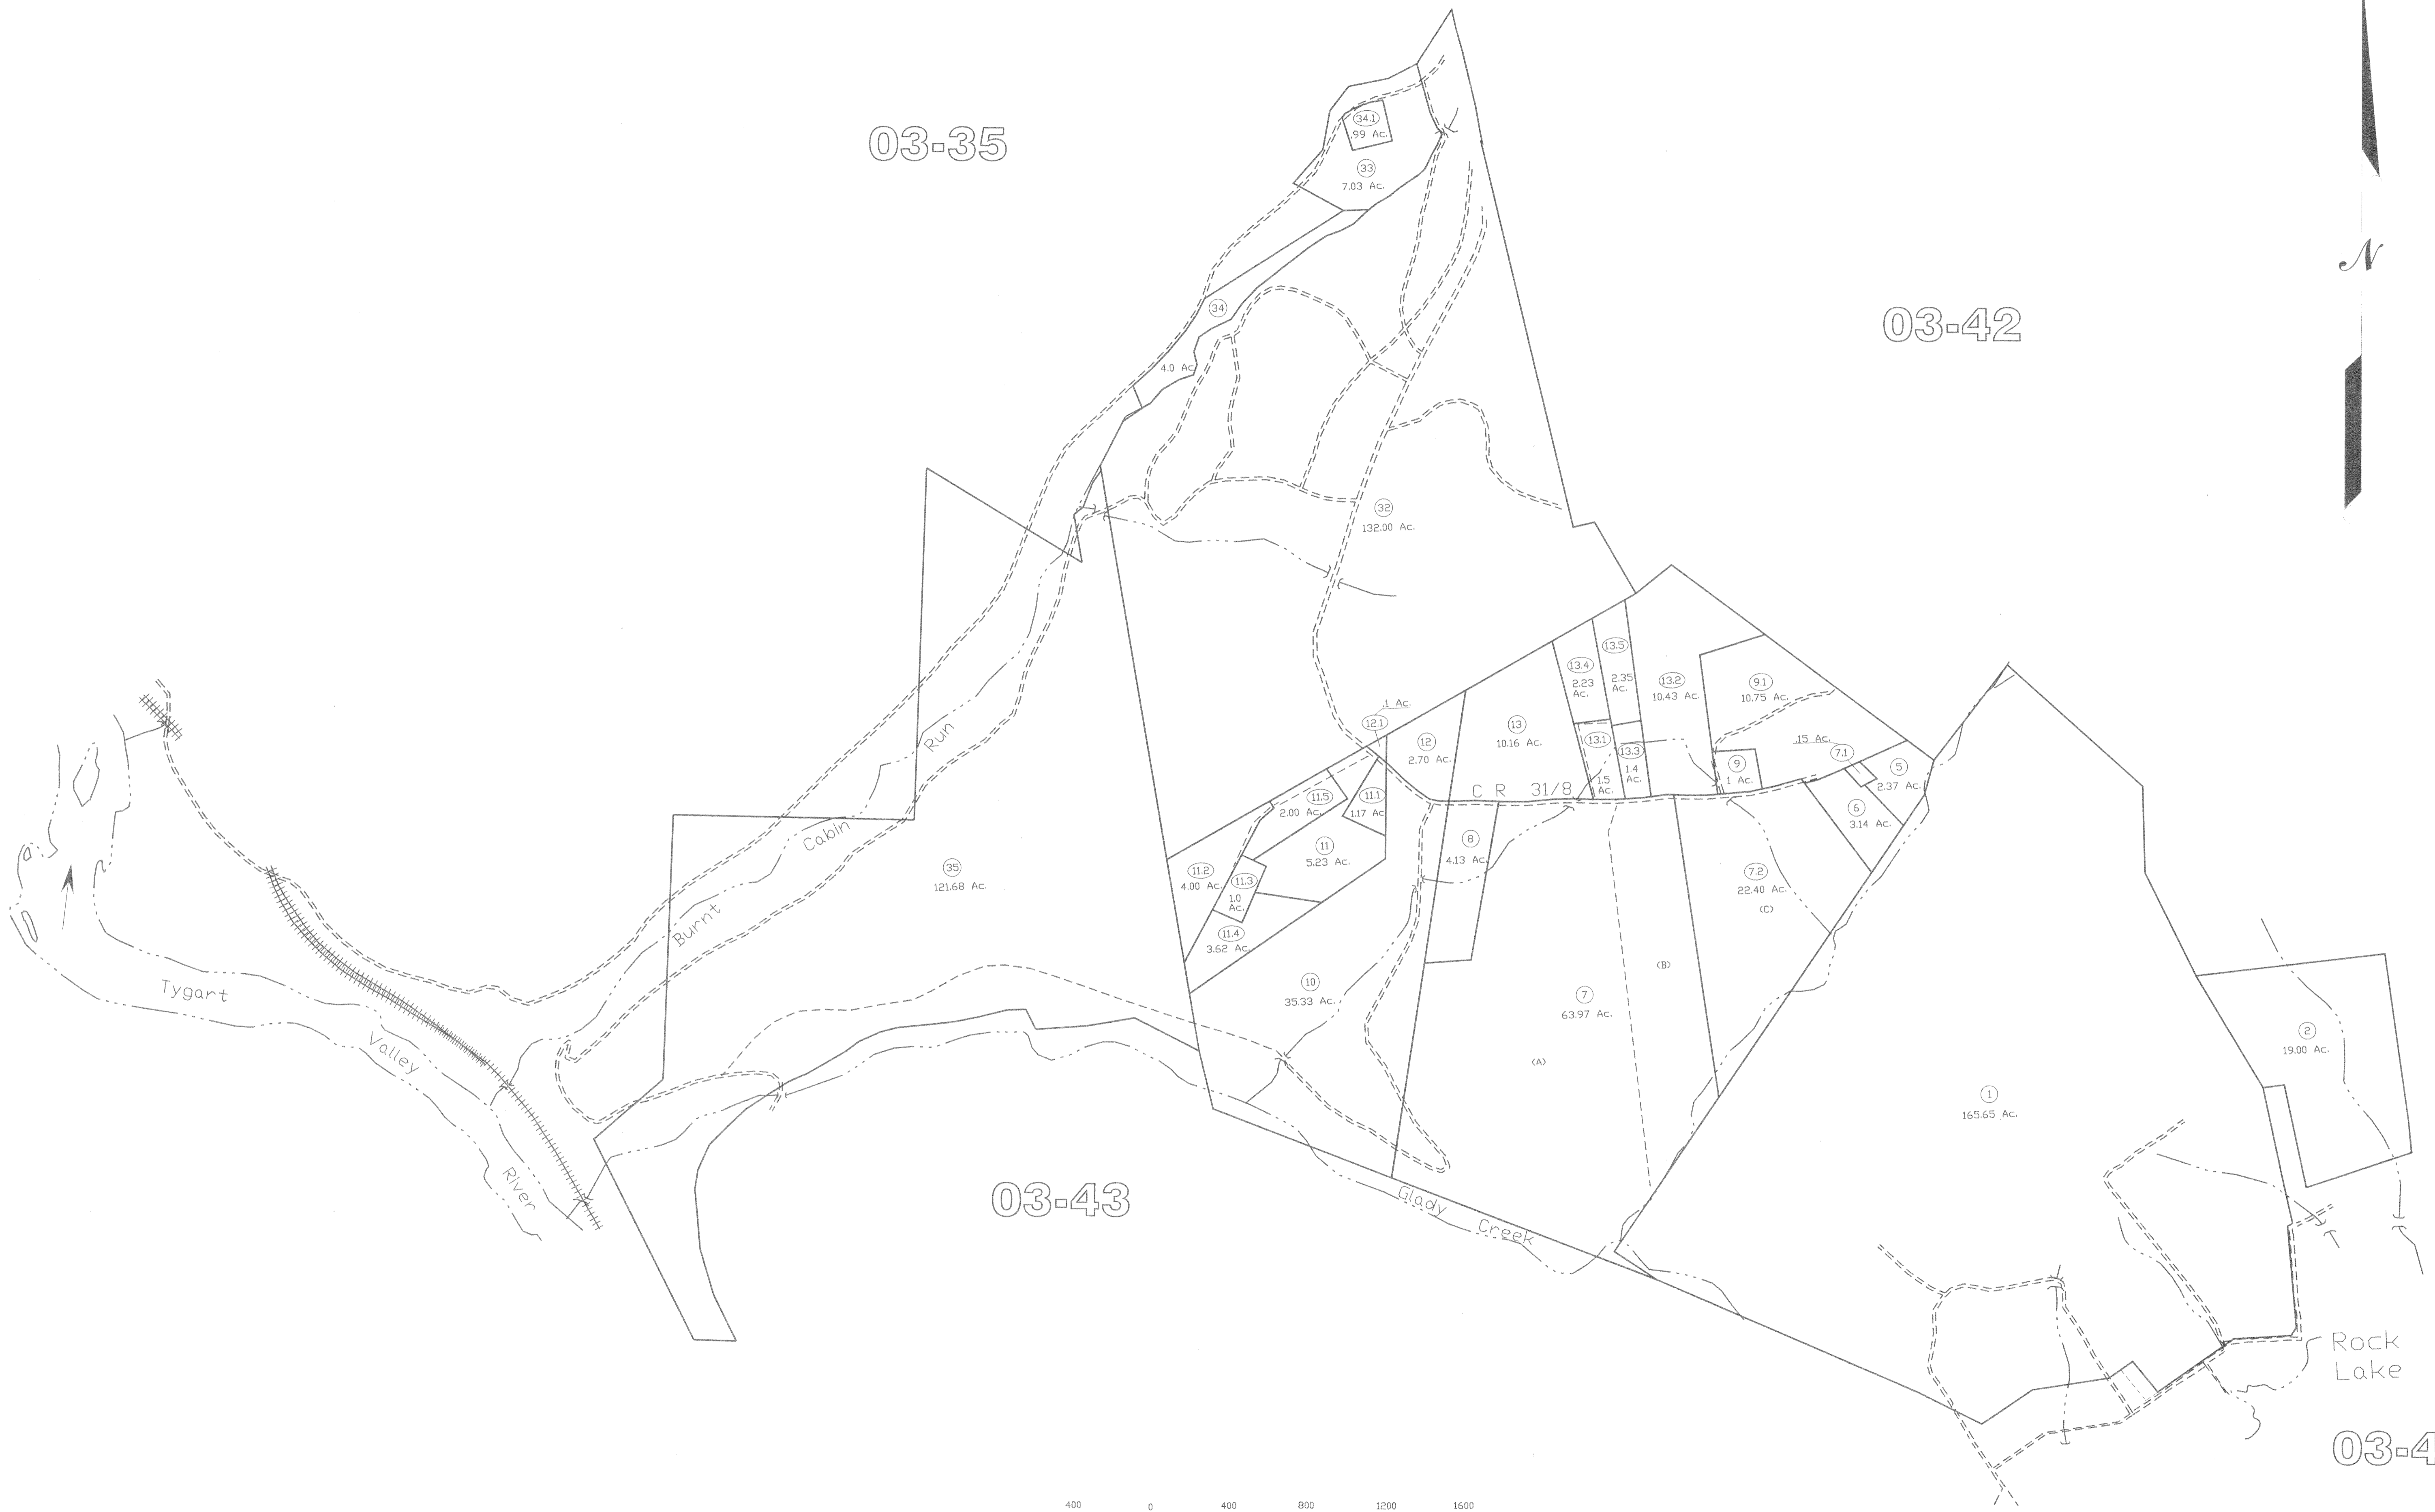 34.1
.99 Ac.
03-35
33
7.03 Ac.
N
34
03-42
4.0 Ac.
32
132.00 Ac.
13.5
13.4
2.23
Ac.
2.35
Ac.
13.2
10.43 Ac.
9.1
10.75 Ac.
.1 Ac.
12.1
13
10.16 Ac.
12
2.70 Ac.
13.1
1.5
Ac.
13.3
1.4
Ac.
.15 Ac.
7.1
9
1 Ac.
5
2.37 Ac.
C R 31/8
11.5
2.00 Ac.
11.1
1.17 Ac
6
3.14 Ac.
8
4.13 Ac.
11
5.23 Ac.
Burnt Cabin Run
35
121.68 Ac.
11.2
4.00 Ac.
11.3
1.0
Ac.
7.2
22.40 Ac.
(C)
11.4
3.62 Ac.
(B)
10
35.33 Ac.
7
63.97 Ac.
(A)
Tygart Valley River
2
19.00 Ac.
1
165.65 Ac.
03-43
Glady Creek
Rock
Lake
03-4
400 0 400 800 1200 1600